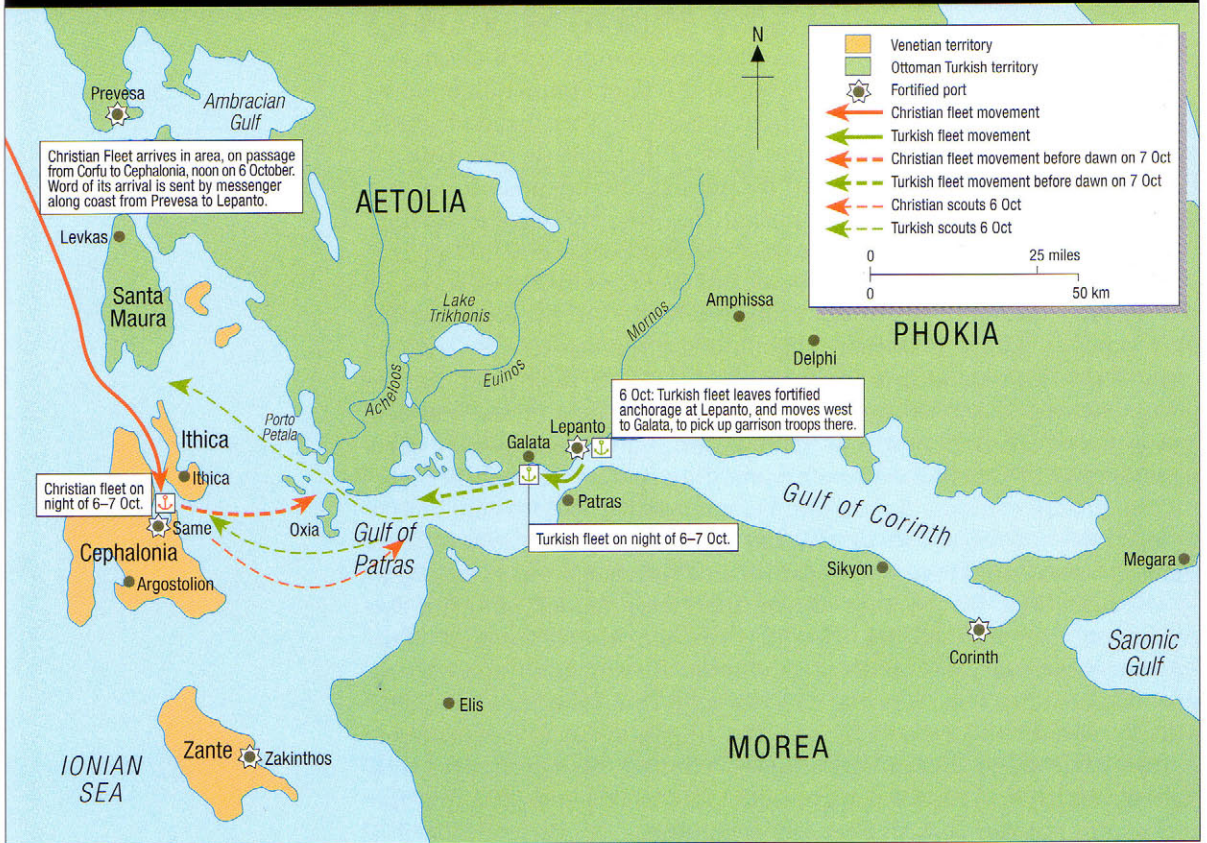 N
Venetian territory
Ottoman Turkish territory
Fortified port
Christian fleet movement
Turkish fleet movement
Christian fleet movement before dawn on 7 Oct
Turkish fleet movement before dawn on 7 Oct
Christian scouts 6 Oct
Turkish scouts 6 Oct
0 25 miles
0 50 km
Prevesa
Ambracian
Gulf
Christian Fleet arrives in area, on passage
from Corfu to Cephalonia, noon on 6 October.
Word of its arrival is sent by messenger
along coast from Prevesa to Lepanto.
AETOLIA
Levkas
Santa
Maura
Lake
Trikhonis
Acheloos
Euinos
Mornos
Amphissa
Delphi
PHOKIA
6 Oct: Turkish fleet leaves fortified
anchorage at Lepanto, and moves west
to Galata, to pick up garrison troops there.
Porto
Petala
Ithica
Ithica
Lepanto
Galata
Patras
Christian fleet on
night of 6–7 Oct.
Same
Cephalonia
Argostolion
Oxia
Gulf of
Patras
Turkish fleet on night of 6–7 Oct.
Gulf of Corinth
Sikyon
Megara
Corinth
Saronic
Gulf
Elis
MOREA
Zante
Zakinthos
IONIAN
SEA